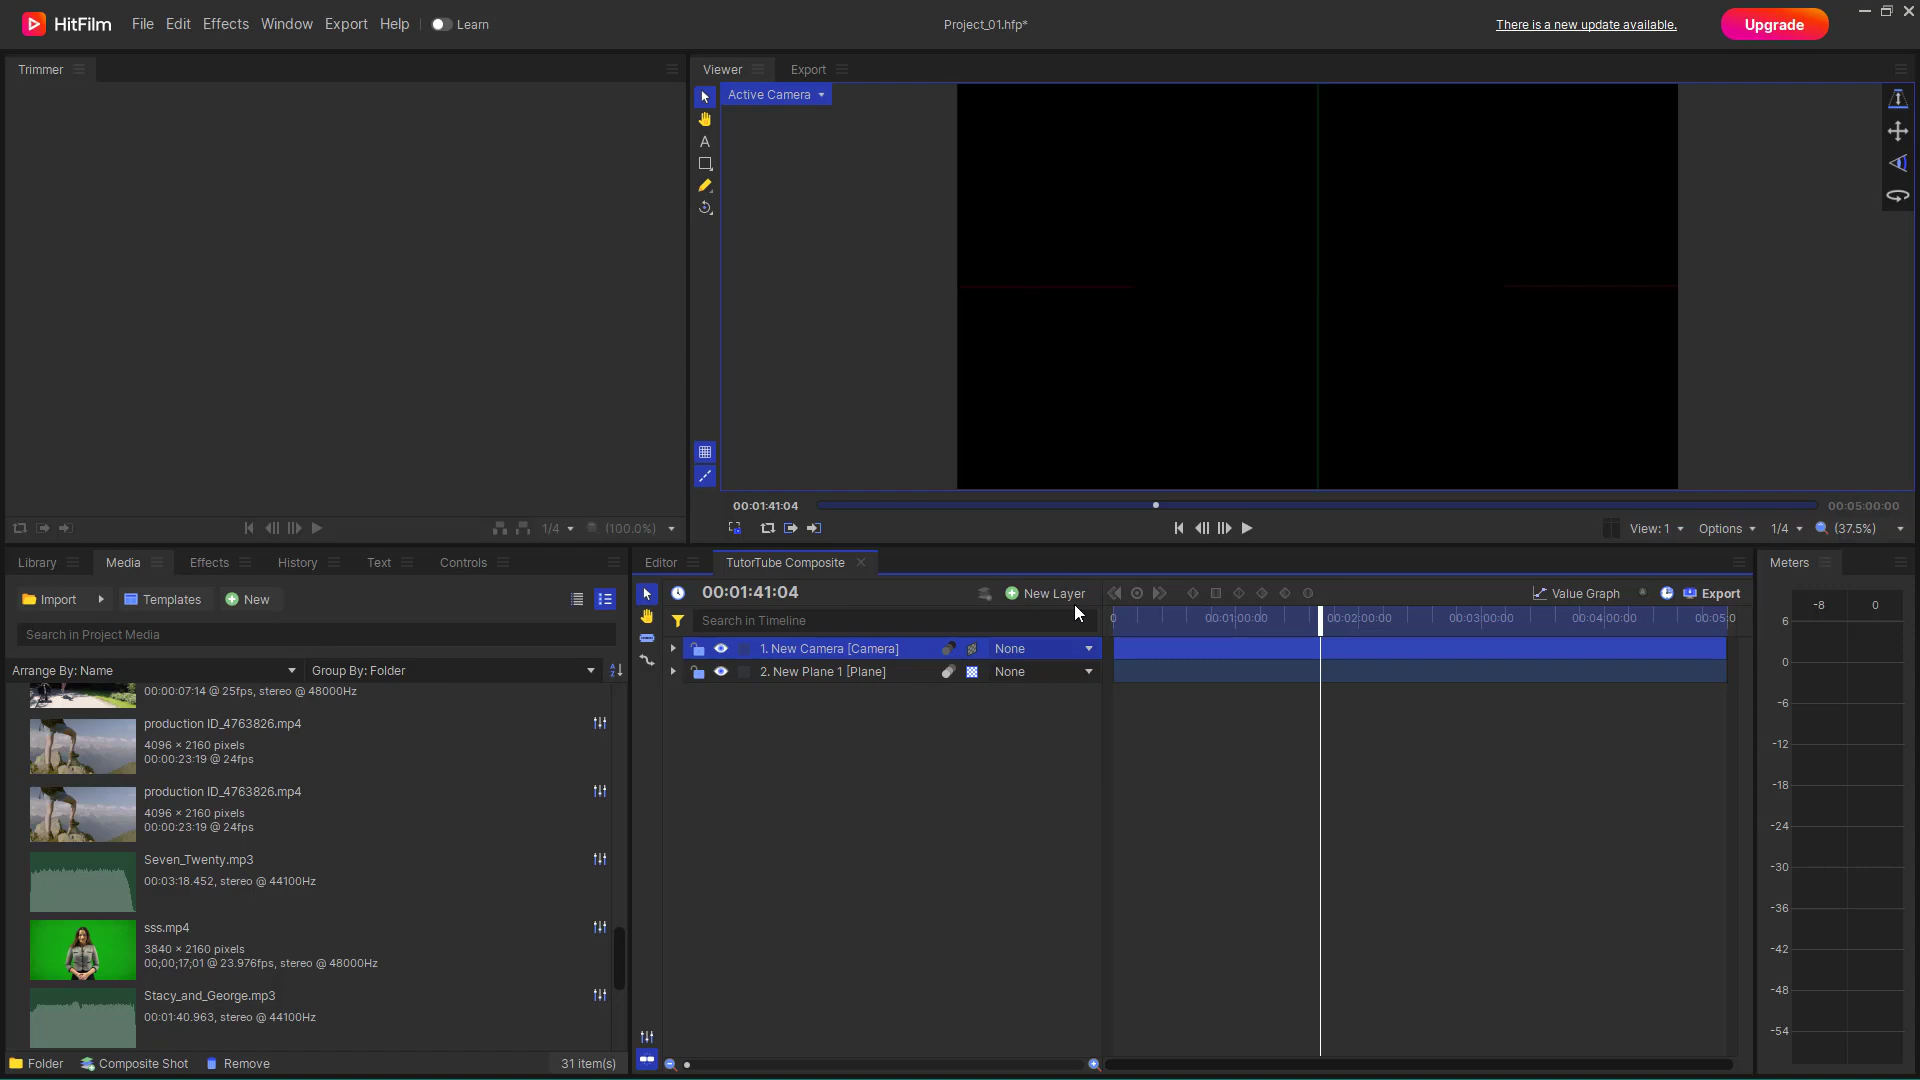 HitFilm File Edit Effects Window Export Help Learn Project_01.hfp* There is a new update available. Upgrade
Trimmer Viewer Export
Active Camera
A
00:01:41:04 00:05:00:00
1/4 (100.0%) View: 1 Options 1/4 (37.5%)
Library Media Effects History Text Controls Editor TutorTube Composite Meters
Import Templates New 00:01:41:04 New Layer Value Graph Export
-8 0
Search in Project Media
Search in Timeline
0 00:01:00:00 00:02:00:00 00:03:00:00 00:04:00:00 00:05:0
Arrange By: Name Group By: Folder
1. New Camera [Camera] None
2. New Plane 1 [Plane] None
00:00:07:14 @ 25fps, stereo @ 48000Hz
production ID_4763826.mp4
4096 × 2160 pixels
00:00:23:19 @ 24fps
production ID_4763826.mp4
4096 × 2160 pixels
00:00:23:19 @ 24fps
Seven_Twenty.mp3
00:03:18.452, stereo @ 44100Hz
sss.mp4
3840 × 2160 pixels
00;00;17;01 @ 23.976fps, stereo @ 48000Hz
Stacy_and_George.mp3
00:01:40.963, stereo @ 44100Hz
6
0
-6
-12
-18
-24
-30
-36
-42
-48
-54
Folder Composite Shot Remove 31 item(s)